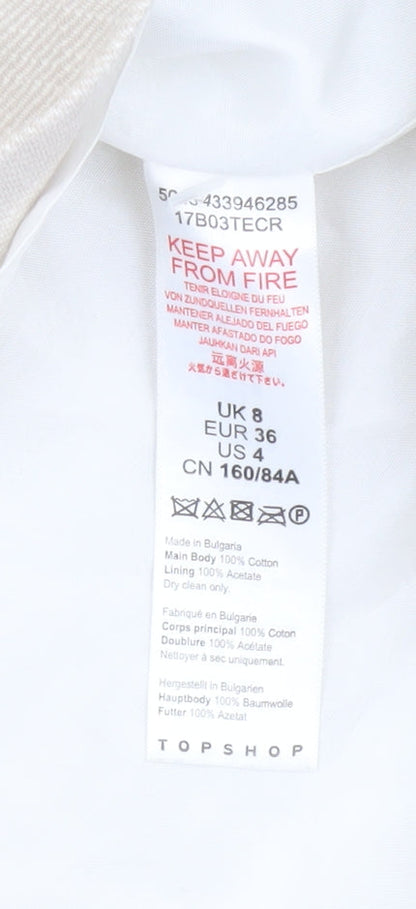 433946285
17B03TECR
KEEP AWAY
FROM FIRE
TENIR ELOIGNE DU FEU
VON ZUNDQUELLEN FERNHALTEN
MANTENER ALEJADO DEL FUEGO
MANTER AFASTADO DO FOGO
JAUHKAN DARI API
远离火源
火気から遠ざけて下さい。
UK 8
EUR 36
US 4
CN 160/84A
P
Made in Bulgaria
Main Body 100% Cotton
Lining 100% Acetate
Dry clean only.
Fabriqué en Bulgarie
Corps principal 100% Coton
Doublure 100% Acétate
Nettoyer à sec uniquement.
Hergestellt in Bulgarien
Hauptbody 100% Baumwolle
Futter 100% Azetat
TOPSHOP